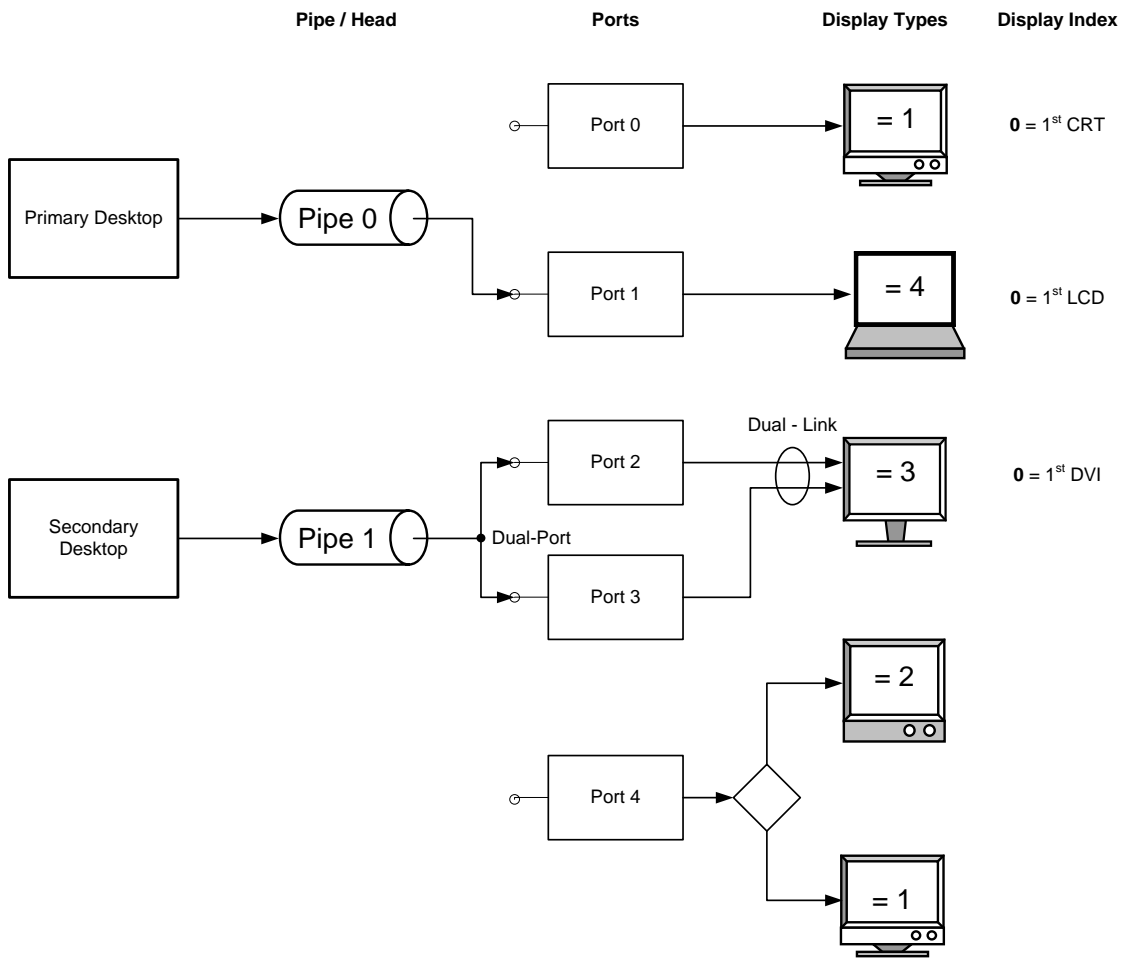 Pipe / Head Ports Display Types Display Index
Port 0 = 1 0 = 1st CRT
Primary Desktop Pipe 0
Port 1 = 4 0 = 1st LCD
Dual - Link
Port 2 = 3 0 = 1st DVI
Secondary
Desktop
Pipe 1 Dual-Port
Port 3
= 2
Port 4
= 1